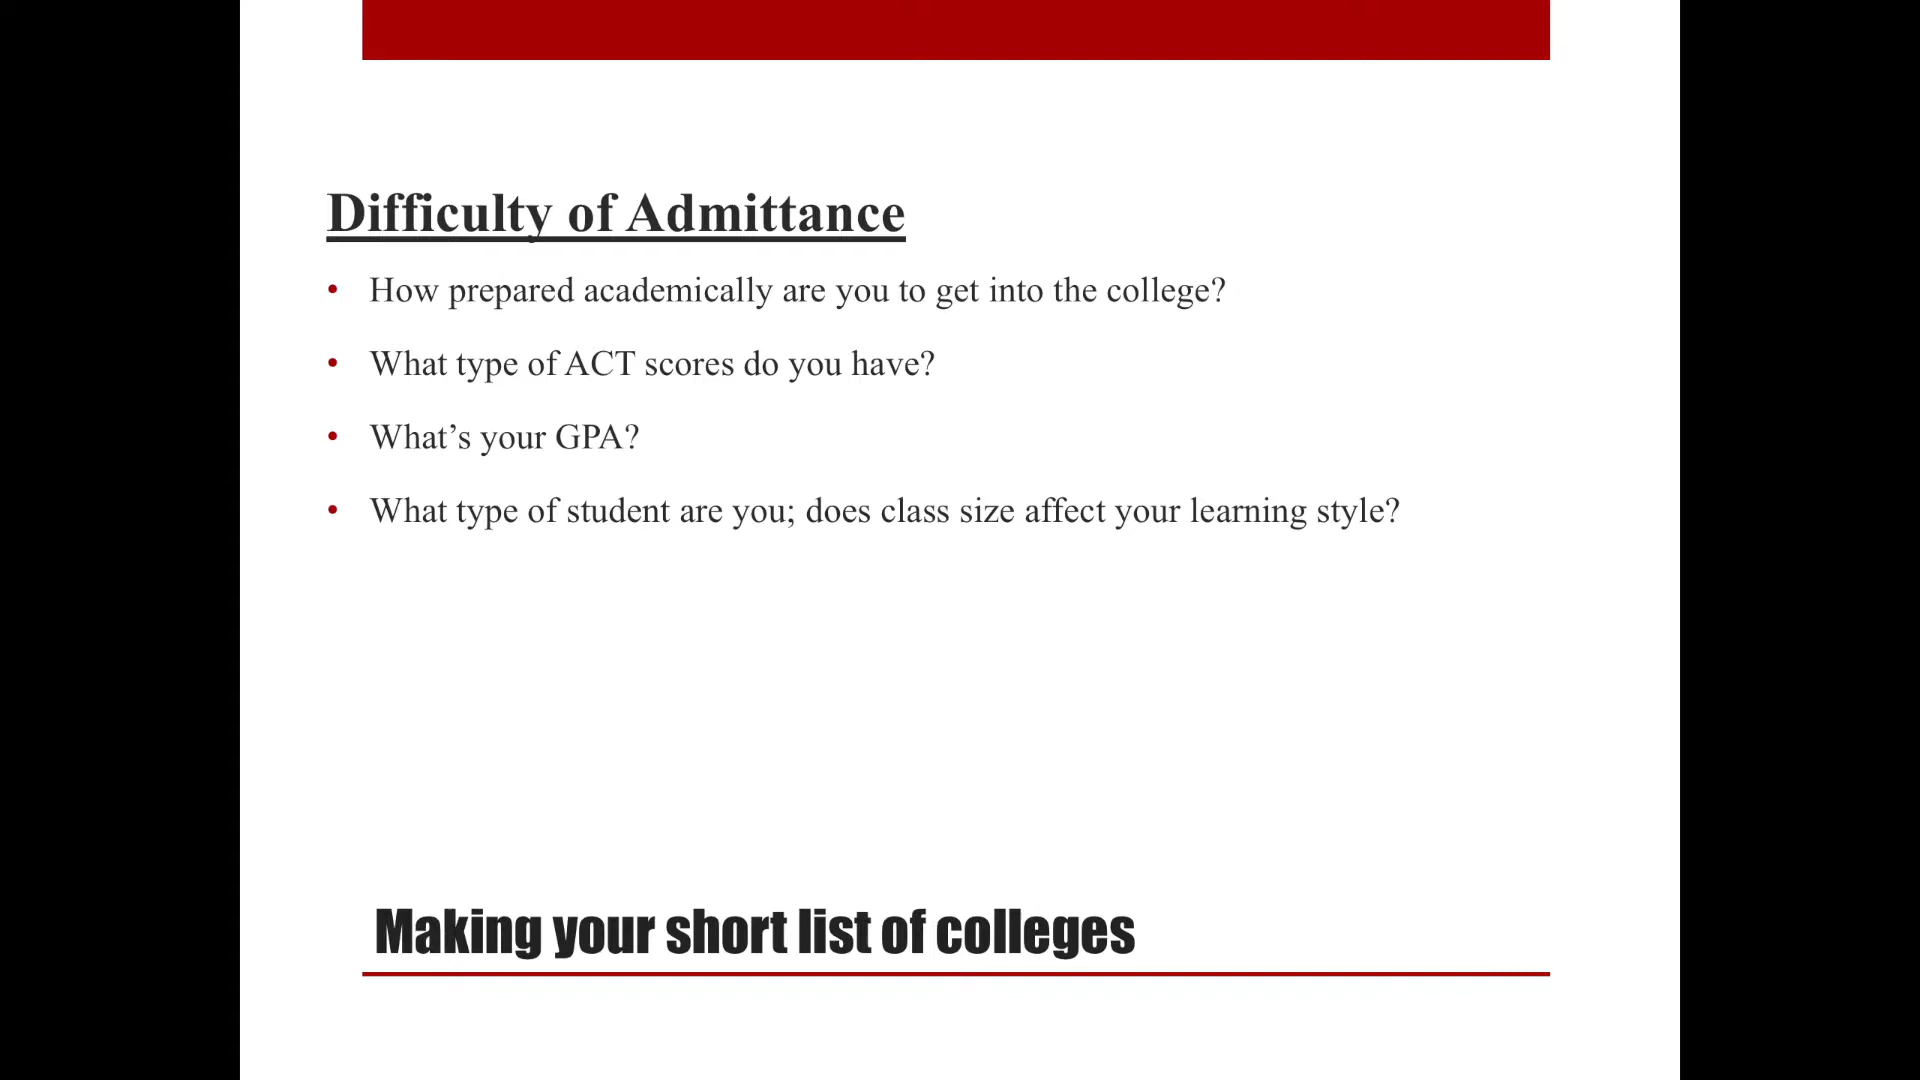 Difficulty of Admittance
• How prepared academically are you to get into the college?
• What type of ACT scores do you have?
• What’s your GPA?
• What type of student are you; does class size affect your learning style?
Making your short list of colleges